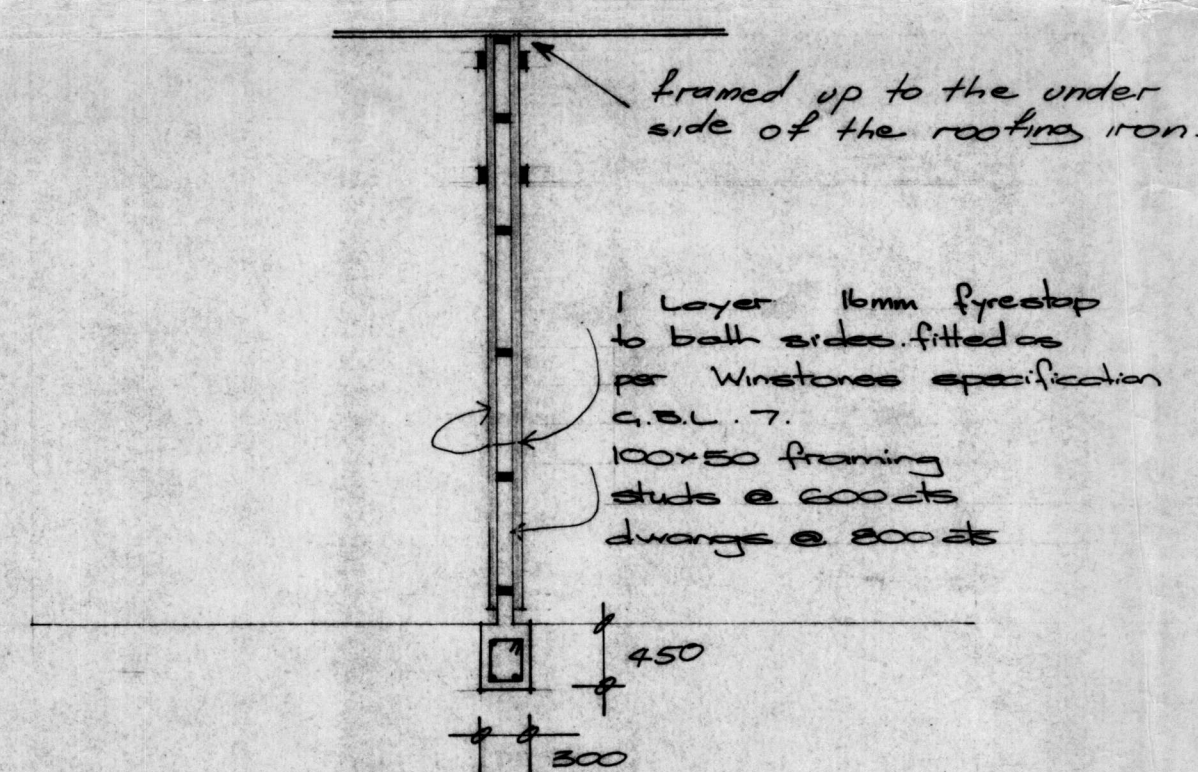 framed up to the under
side of the roofing iron
1 Layer 16mm fyrestop
to both sides. fitted as
per Winstones specification
G.B.L. 7.
100x50 framing
studs @ 600 cts
dwangs @ 800 cts
450
300